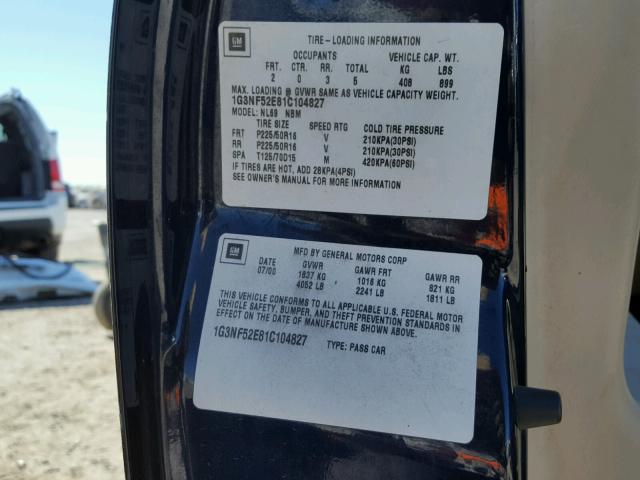 GM
TIRE-LOADING INFORMATION
OCCUPANTS VEHICLE CAP. WT.
FRT. CTR. RR. TOTAL KG LBS
2 0 3 5 408 899
MAX. LOADING @ GVWR SAME AS VEHICLE CAPACITY WEIGHT.
1G3NF52E81C104827
MODEL: NL69 NBM
TIRE SIZE SPEED RTG COLD TIRE PRESSURE
FRT P225/50R16 V 210KPA(30PSI)
RR P225/50R16 V 210KPA(30PSI)
SPA T125/70D15 M 420KPA(60PSI)
IF TIRES ARE HOT, ADD 28KPA(4PSI)
SEE OWNER'S MANUAL FOR MORE INFORMATION
GM
MFD BY GENERAL MOTORS CORP
DATE GVWR GAWR FRT GAWR RR
07/00 1837 KG 1016 KG 821 KG
4052 LB 2241 LB 1811 LB
THIS VEHICLE CONFORMS TO ALL APPLICABLE U.S. FEDERAL MOTOR
VEHICLE SAFETY, BUMPER, AND THEFT PREVENTION STANDARDS IN
EFFECT ON THE DATE OF MANUFACTURE SHOWN ABOVE.
1G3NF52E81C104827 TYPE: PASS CAR